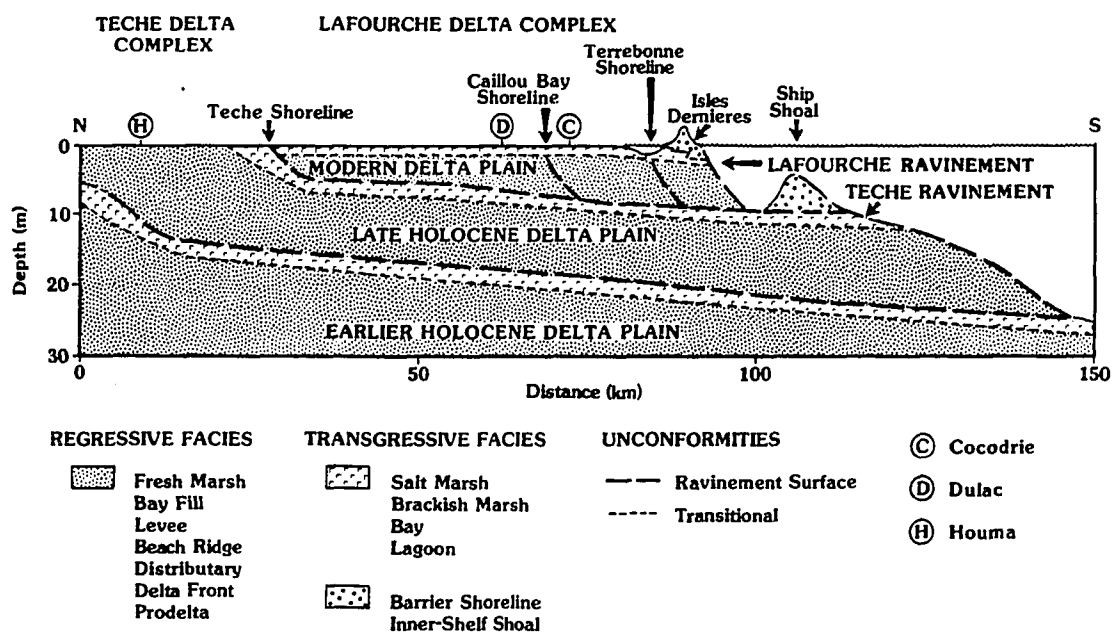 TECHE DELTA
COMPLEX
LAFOURCHE DELTA COMPLEX
Terrebonne
Shoreline
Caillou Bay
Shoreline
Isles
Dernieres
Ship
Shoal
Teche Shoreline
N
H
D
C
S
0
10
20
30
Depth (m)
MODERN DELTA PLAIN
LAFOURCHE RAVINEMENT
TECHE RAVINEMENT
LATE HOLOCENE DELTA PLAIN
EARLIER HOLOCENE DELTA PLAIN
0
50
100
150
Distance (km)
REGRESSIVE FACIES
Fresh Marsh
Bay Fill
Levee
Beach Ridge
Distributary
Delta Front
Prodelta
TRANSGRESSIVE FACIES
Salt Marsh
Brackish Marsh
Bay
Lagoon
Barrier Shoreline
Inner-Shelf Shoal
UNCONFORMITIES
Ravinement Surface
Transitional
C Cocodrie
D Dulac
H Houma